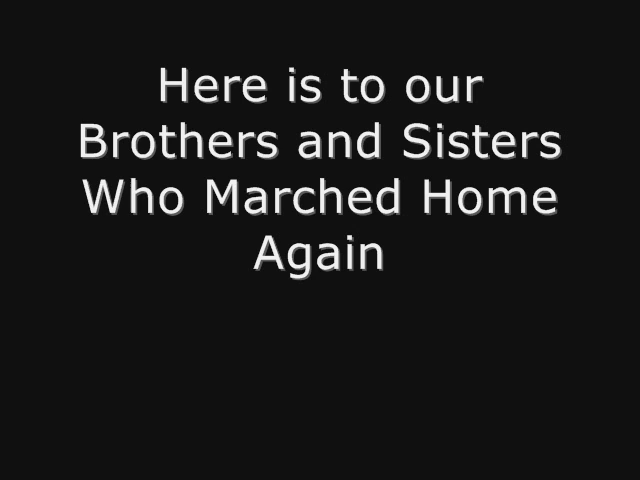 Here is to our
Brothers and Sisters
Who Marched Home
Again